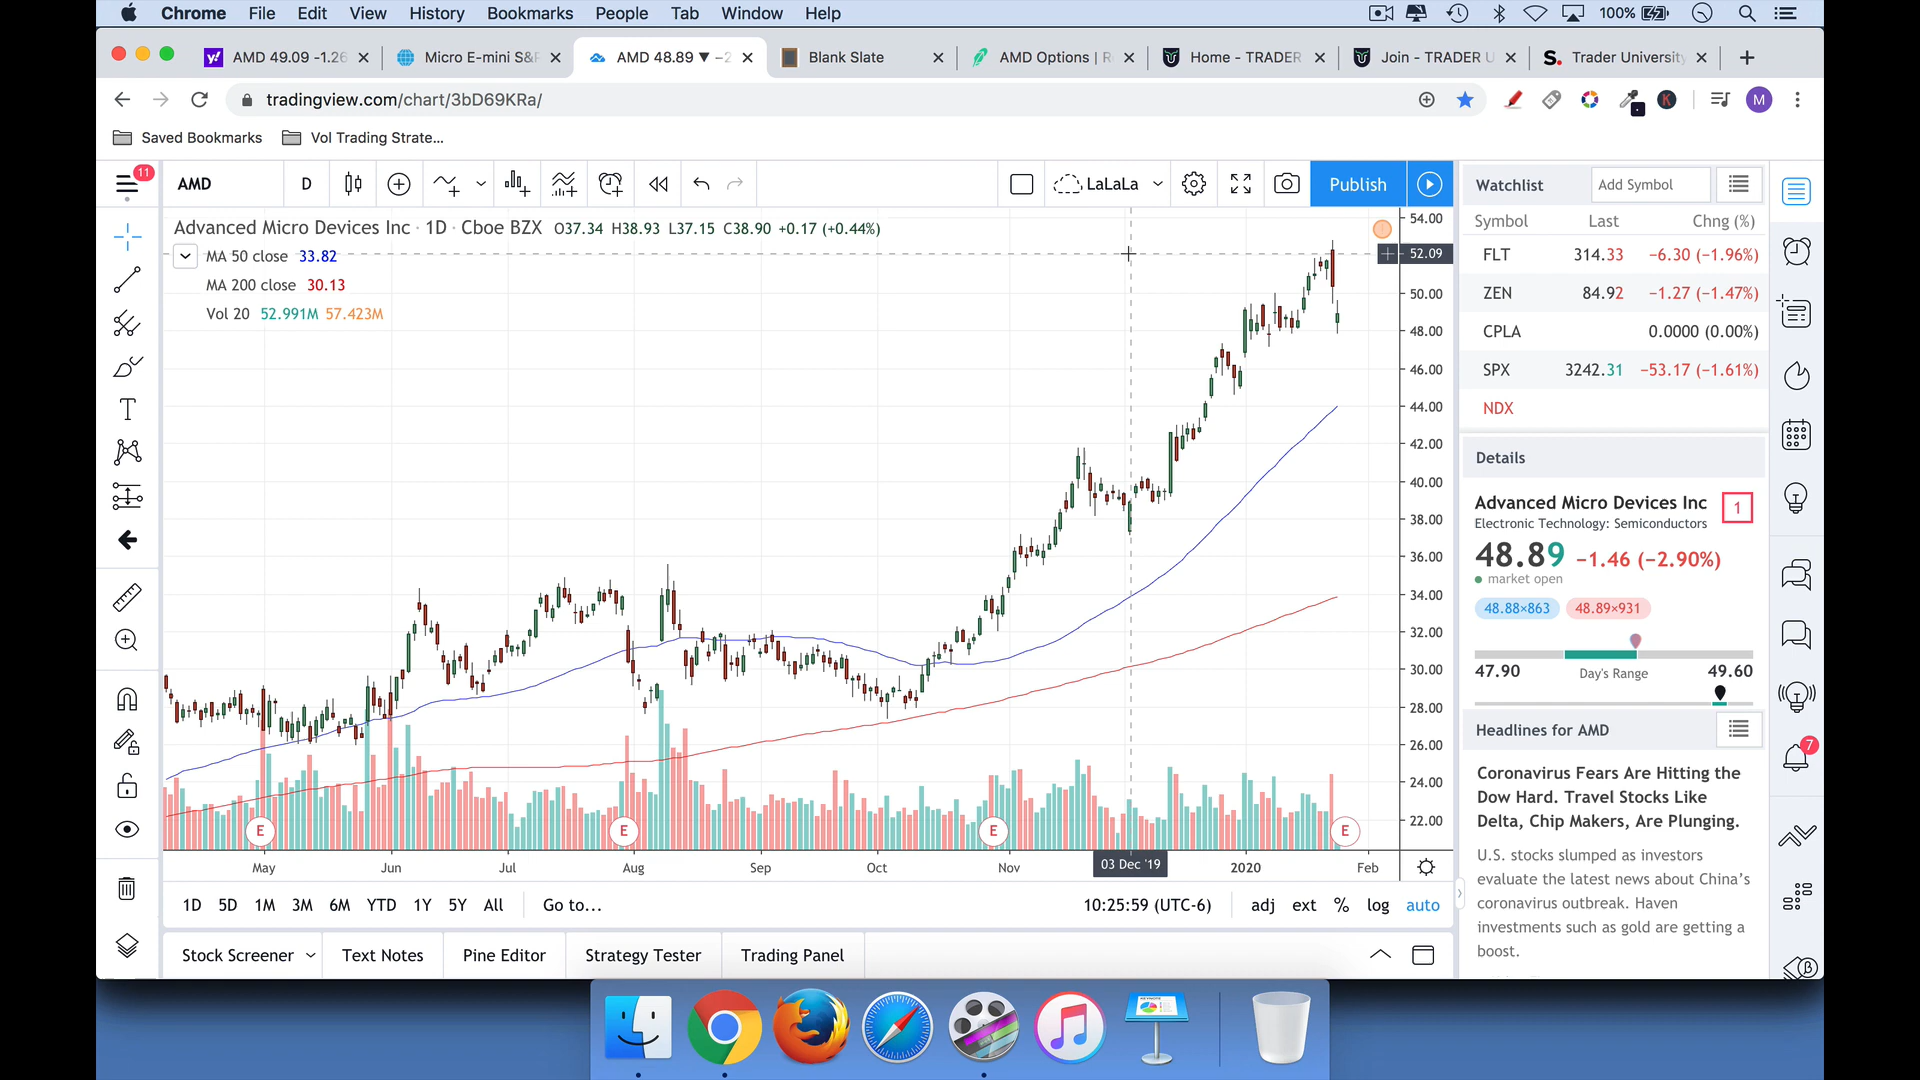 Chrome File Edit View History Bookmarks People Tab Window Help 100%
AMD 49.09 -1.26 Micro E-mini S& AMD 48.89 ▼ -2 Blank Slate AMD Options | R Home - TRADER Join - TRADER U S. Trader University
tradingview.com/chart/3bD69KRa/ K M
Saved Bookmarks Vol Trading Strate...
11 AMD D LaLaLa Publish
Watchlist Add Symbol
Advanced Micro Devices Inc · 1D · Cboe BZX O37.34 H38.93 L37.15 C38.90 +0.17 (+0.44%)
MA 50 close 33.82
MA 200 close 30.13
Vol 20 52.991M 57.423M
54.00
52.09
50.00
48.00
46.00
44.00
42.00
40.00
38.00
36.00
34.00
32.00
30.00
28.00
26.00
24.00
22.00
E E E E
May Jun Jul Aug Sep Oct Nov 03 Dec '19 2020 Feb
1D 5D 1M 3M 6M YTD 1Y 5Y All Go to... 10:25:59 (UTC-6) adj ext % log auto
Stock Screener Text Notes Pine Editor Strategy Tester Trading Panel
Symbol Last Chng (%)
FLT 314.33 −6.30 (−1.96%)
ZEN 84.92 −1.27 (−1.47%)
CPLA 0.0000 (0.00%)
SPX 3242.31 −53.17 (−1.61%)
NDX
Details
Advanced Micro Devices Inc 1
Electronic Technology: Semiconductors
48.89 −1.46 (−2.90%)
market open
48.88×863 48.89×931
47.90 Day's Range 49.60
Headlines for AMD
7
Coronavirus Fears Are Hitting the
Dow Hard. Travel Stocks Like
Delta, Chip Makers, Are Plunging.
U.S. stocks slumped as investors
evaluate the latest news about China's
coronavirus outbreak. Haven
investments such as gold are getting a
boost.
KEYNOTE